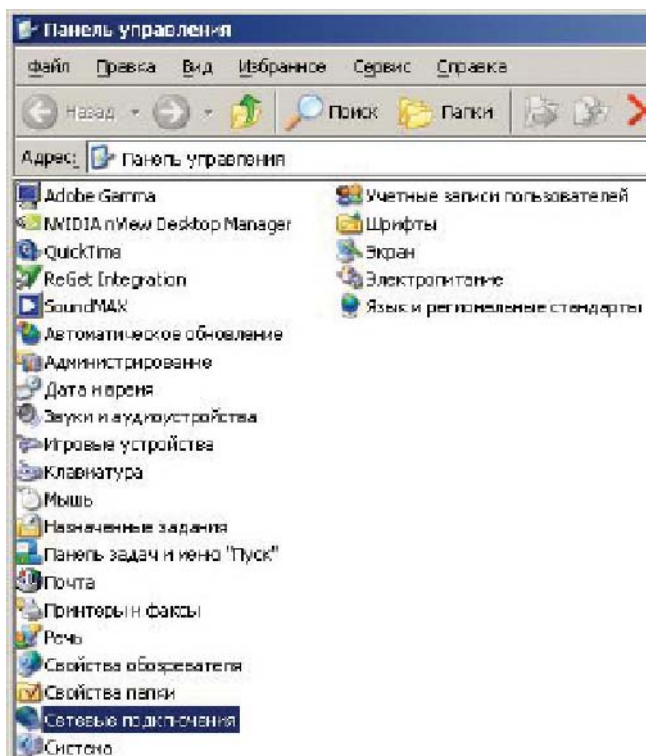 Панель управления
Файл Правка Вид Избранное Сервис Справка
Назад Поиск Папки
Адрес: Панель управления
Adobe Gamma
NVIDIA nView Desktop Manager
QuickTime
ReGet Integration
SoundMAX
Автоматическое обновление
Администрирование
Дата и время
Звуки и аудиоустройства
Игровые устройства
Клавиатура
Мышь
Назначенные задания
Панель задач и меню "Пуск"
Почта
Принтеры и факсы
Речь
Свойства обозревателя
Свойства папки
Сетевые подключения
Система
Учетные записи пользователей
Шрифты
Экран
Электропитание
Язык и региональные стандарты